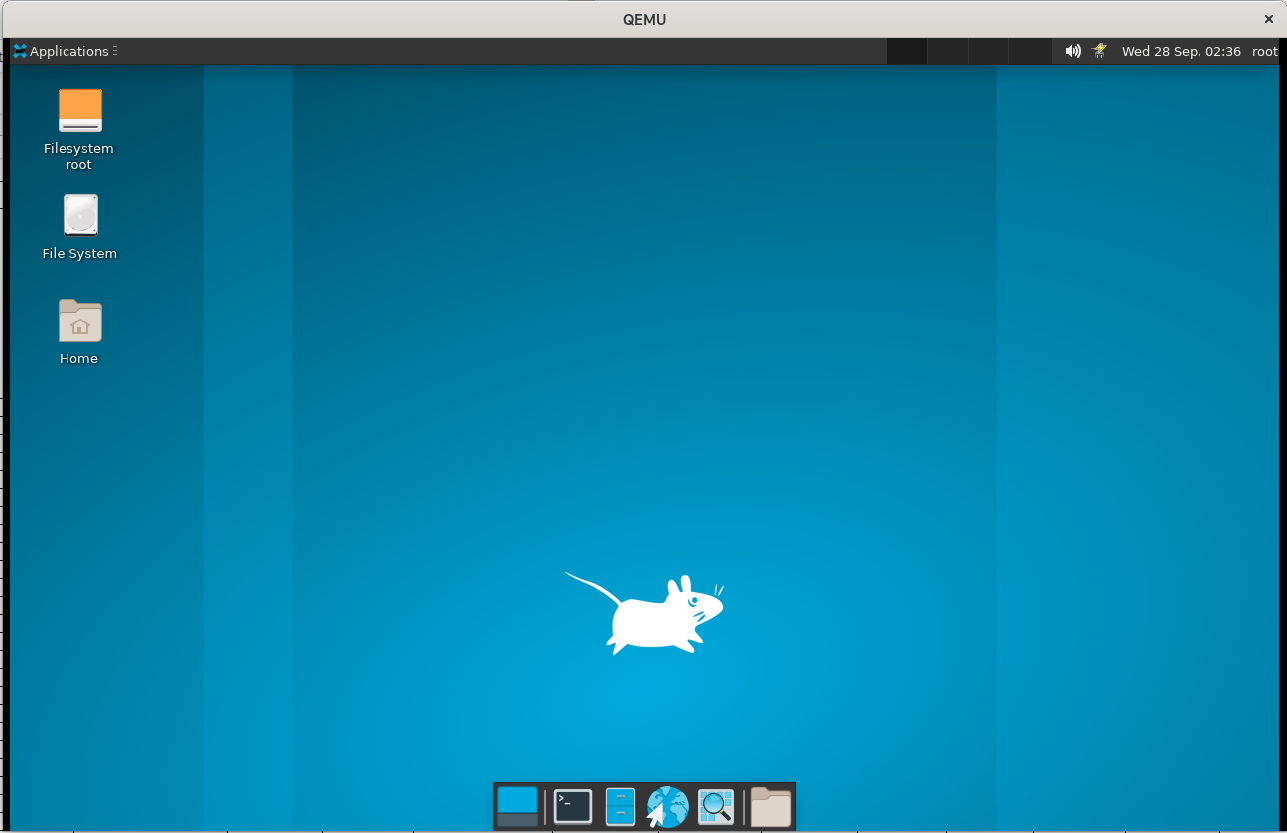 QEMU
Applications
Wed 28 Sep. 02:36 root
Filesystem
root
File System
Home
>_